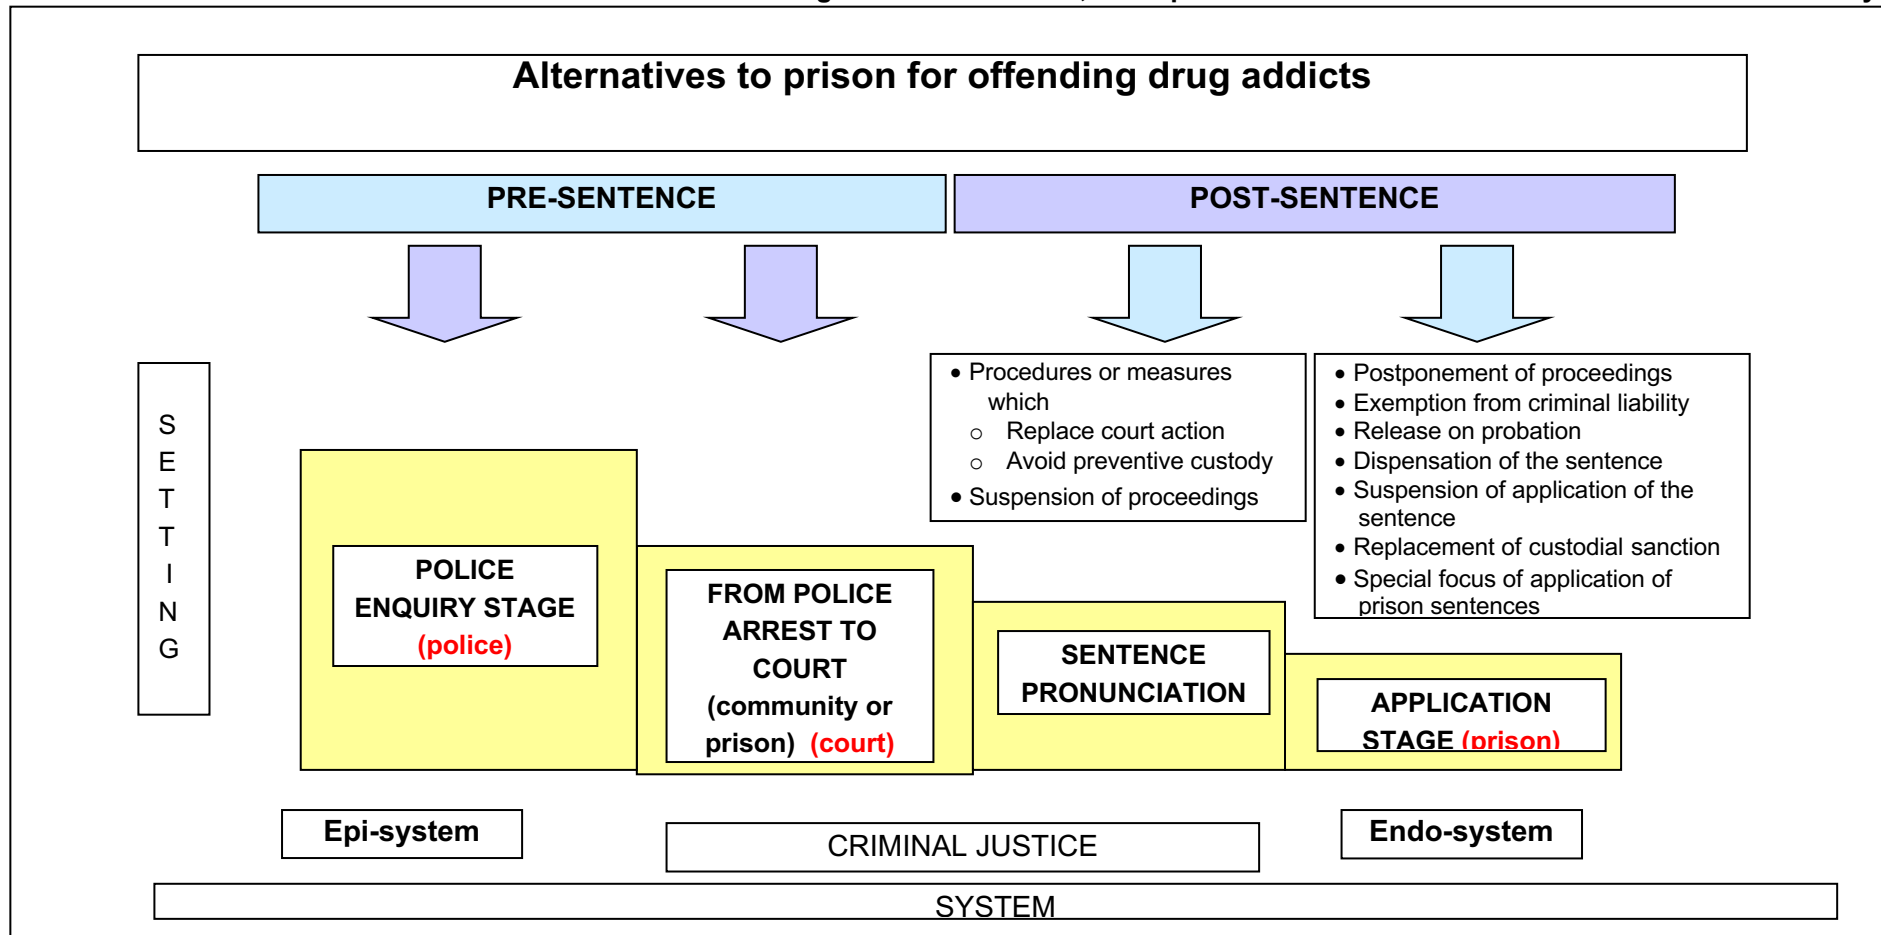 Alternatives to prison for offending drug addicts
PRE-SENTENCE
POST-SENTENCE
• Procedures or measures
which
o Replace court action
o Avoid preventive custody
• Suspension of proceedings
• Postponement of proceedings
• Exemption from criminal liability
• Release on probation
• Dispensation of the sentence
• Suspension of application of the
sentence
• Replacement of custodial sanction
• Special focus of application of
prison sentences
S
E
T
T
I
N
G
POLICE
ENQUIRY STAGE
(police)
FROM POLICE
ARREST TO
COURT
(community or
prison) (court)
SENTENCE
PRONUNCIATION
APPLICATION
STAGE (prison)
Epi-system
CRIMINAL JUSTICE
Endo-system
SYSTEM